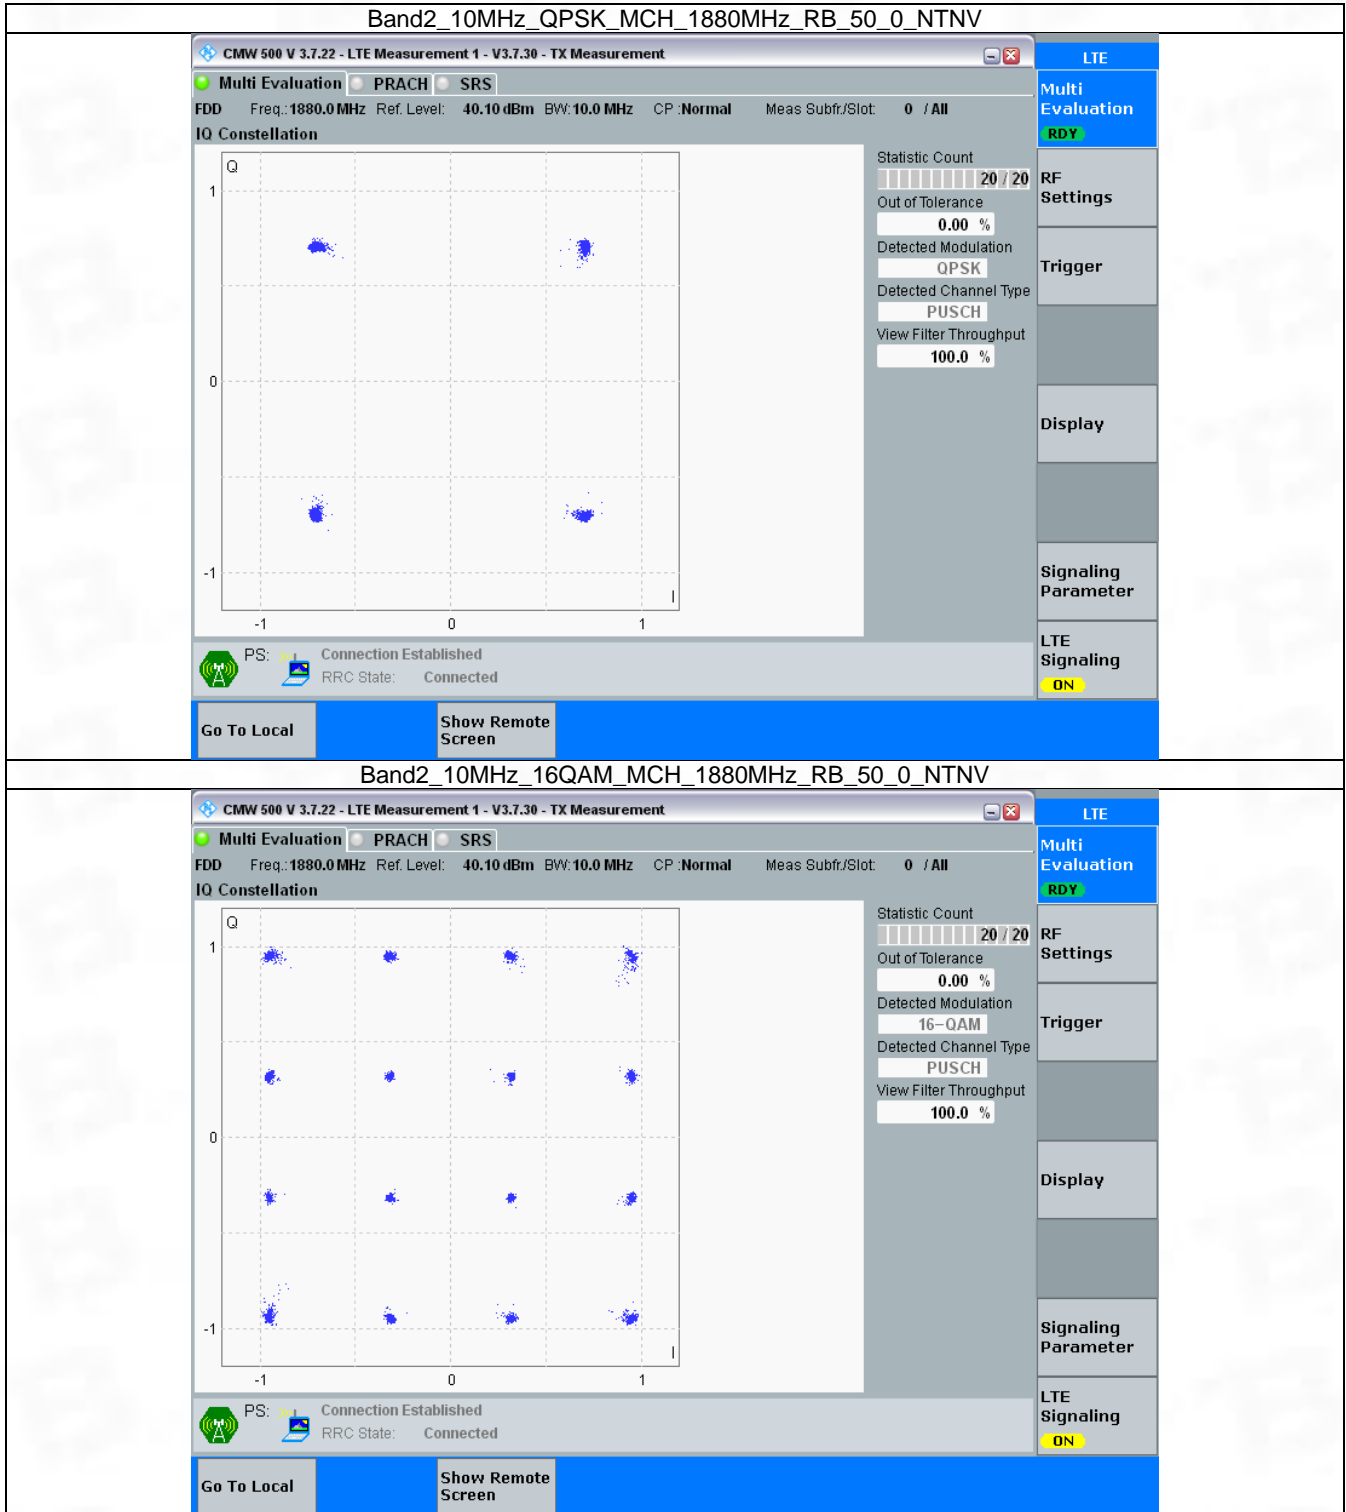 Band2_10MHz_QPSK_MCH_1880MHz_RB_50_0_NTNV
CMW 500 V 3.7.22 - LTE Measurement 1 - V3.7.30 - TX Measurement
LTE
Multi Evaluation PRACH SRS
Multi
Evaluation
RDY
FDD Freq.: 1880.0 MHz Ref. Level: 40.10 dBm BW: 10.0 MHz CP : Normal Meas Subfr./Slot: 0 / All
IQ Constellation
Q
1
0
-1
I
-1 0 1
Statistic Count
20 / 20
Out of Tolerance
0.00 %
Detected Modulation
QPSK
Detected Channel Type
PUSCH
View Filter Throughput
100.0 %
RF
Settings
Trigger
Display
Signaling
Parameter
LTE
Signaling
ON
PS: Connection Established
RRC State: Connected
Go To Local
Show Remote
Screen
Band2_10MHz_16QAM_MCH_1880MHz_RB_50_0_NTNV
CMW 500 V 3.7.22 - LTE Measurement 1 - V3.7.30 - TX Measurement
LTE
Multi Evaluation PRACH SRS
Multi
Evaluation
RDY
FDD Freq.: 1880.0 MHz Ref. Level: 40.10 dBm BW: 10.0 MHz CP : Normal Meas Subfr./Slot: 0 / All
IQ Constellation
Q
1
0
-1
I
-1 0 1
Statistic Count
20 / 20
Out of Tolerance
0.00 %
Detected Modulation
16-QAM
Detected Channel Type
PUSCH
View Filter Throughput
100.0 %
RF
Settings
Trigger
Display
Signaling
Parameter
LTE
Signaling
ON
PS: Connection Established
RRC State: Connected
Go To Local
Show Remote
Screen